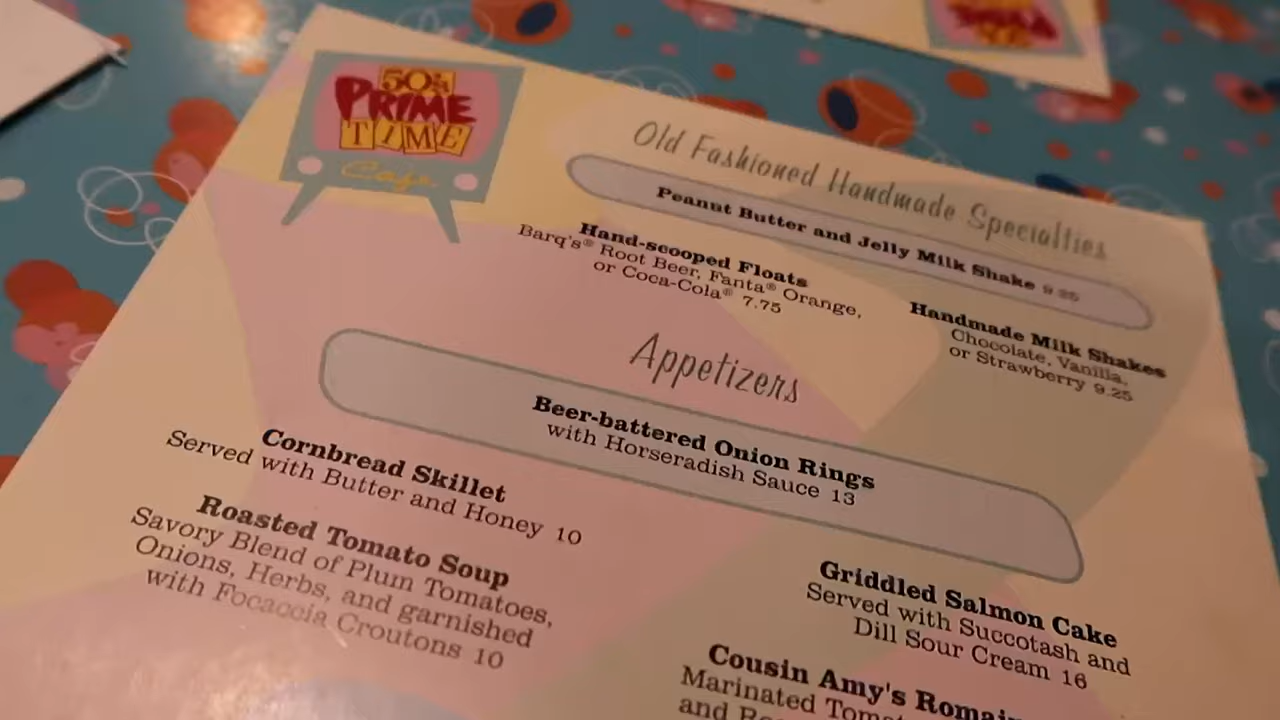 50's
PRIME
TIME
Cafe
Old Fashioned Handmade Specialties
Peanut Butter and Jelly Milk Shake 9.25
Hand-scooped Floats
Barq's® Root Beer, Fanta® Orange,
or Coca-Cola® 7.75
Handmade Milk Shakes
Chocolate, Vanilla,
or Strawberry 9.25
Appetizers
Beer-battered Onion Rings
with Horseradish Sauce 13
Cornbread Skillet
Served with Butter and Honey 10
Roasted Tomato Soup
Savory Blend of Plum Tomatoes,
Onions, Herbs, and garnished
with Focaccia Croutons 10
Griddled Salmon Cake
Served with Succotash and
Dill Sour Cream 16
Cousin Amy's
Marinated
and